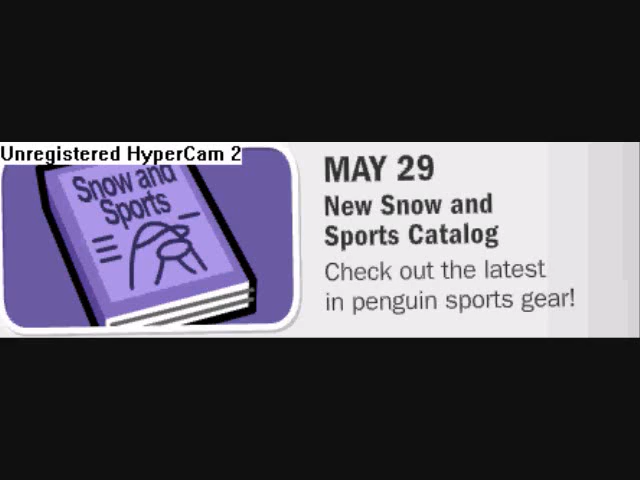 Unregistered HyperCam 2
Snow and
Sports
MAY 29
New Snow and
Sports Catalog
Check out the latest
in penguin sports gear!